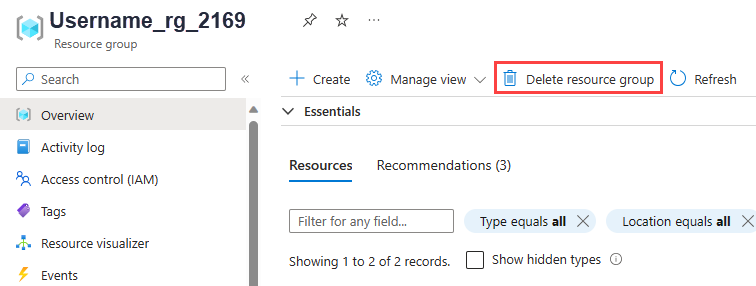 Username_rg_2169
Resource group
Search
Overview
Activity log
Access control (IAM)
Tags
Resource visualizer
Events
Create
Manage view
Delete resource group
Refresh
Essentials
Resources
Recommendations (3)
Filter for any field...
Type equals all
Location equals all
Showing 1 to 2 of 2 records.
Show hidden types